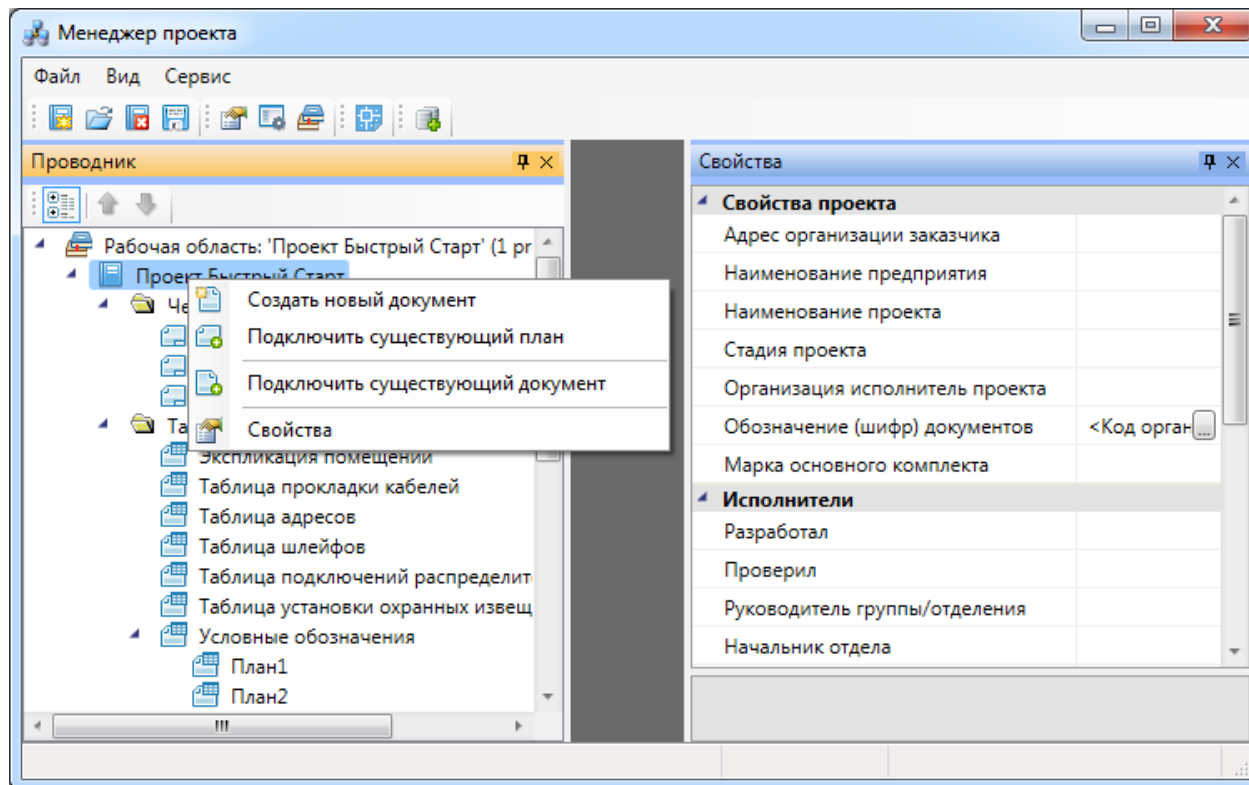 Менеджер проекта
Файл Вид Сервис
Проводник
Рабочая область: 'Проект Быстрый Старт' (1 pr
Проект Быстрый Старт
Создать новый документ
Подключить существующий план
Подключить существующий документ
Свойства
Че
Та
Экспликация помещений
Таблица прокладки кабелей
Таблица адресов
Таблица шлейфов
Таблица подключений распределит
Таблица установки охранных извещ
Условные обозначения
План1
План2
Свойства
Свойства проекта
Адрес организации заказчика
Наименование предприятия
Наименование проекта
Стадия проекта
Организация исполнитель проекта
Обозначение (шифр) документов <Код орган ...
Марка основного комплекта
Исполнители
Разработал
Проверил
Руководитель группы/отделения
Начальник отдела